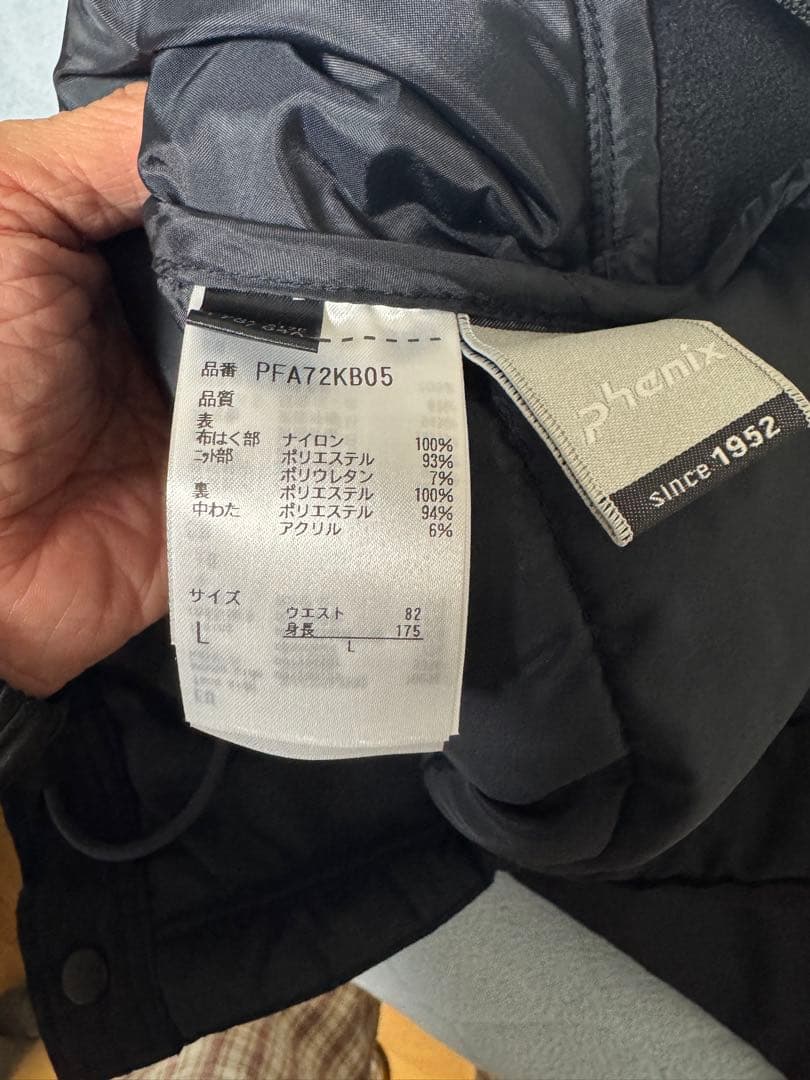 品番 PFA72KB05
品質
表
布はく部 ナイロン 100%
ニット部 ポリエステル 93%
ポリウレタン 7%
裏 ポリエステル 100%
中わた ポリエステル 94%
アクリル 6%
サイズ
L
ウエスト 82
身長 175
L
phenix
since 1952